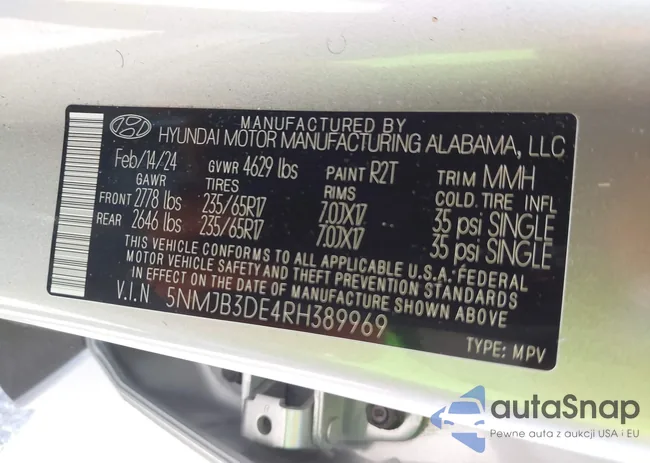 MANUFACTURED BY
HYUNDAI MOTOR MANUFACTURING ALABAMA, LLC
Feb/14/24 GVWR 4629 lbs PAINT R2T TRIM MMH
GAWR TIRES RIMS COLD. TIRE INFL
FRONT 2778 lbs 235/65R17 7.0JX17 35 psi SINGLE
REAR 2646 lbs 235/65R17 7.0JX17 35 psi SINGLE
THIS VEHICLE CONFORMS TO ALL APPLICABLE U.S.A. FEDERAL
MOTOR VEHICLE SAFETY AND THEFT PREVENTION STANDARDS
IN EFFECT ON THE DATE OF MANUFACTURE SHOWN ABOVE.
V.I.N 5NMJB3DE4RH389969
TYPE: MPV
autaSnap
Pewne auta z aukcji USA i EU